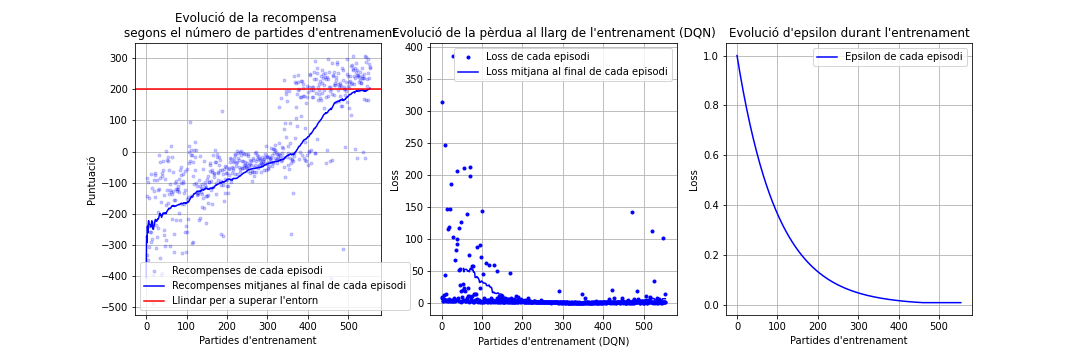 Evolució de la recompensa
segons el número de partides d'entrenament
300
200
100
0
−100
−200
−300
−400
−500
Puntuació
Recompenses de cada episodi
Recompenses mitjanes al final de cada episodi
Llindar per a superar l'entorn
0 100 200 300 400 500
Partides d'entrenament
Evolució de la pèrdua al llarg de l'entrenament (DQN)
400
350
300
250
200
150
100
50
0
Loss
Loss de cada episodi
Loss mitjana al final de cada episodi
0 100 200 300 400 500
Partides d'entrenament (DQN)
Evolució d'epsilon durant l'entrenament
1.0
0.8
0.6
0.4
0.2
0.0
Loss
Epsilon de cada episodi
0 100 200 300 400 500
Partides d'entrenament